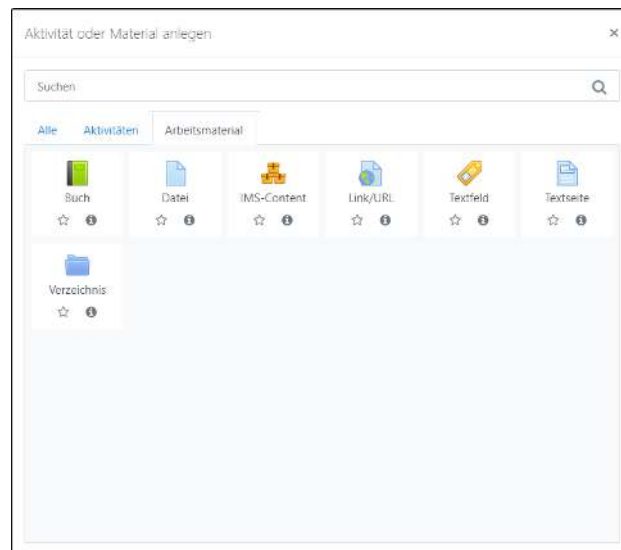 Aktivität oder Material anlegen
Suchen
Alle Aktivitäten Arbeitsmaterial
Buch Datei IMS-Content Link/URL Textfeld Textseite
Verzeichnis